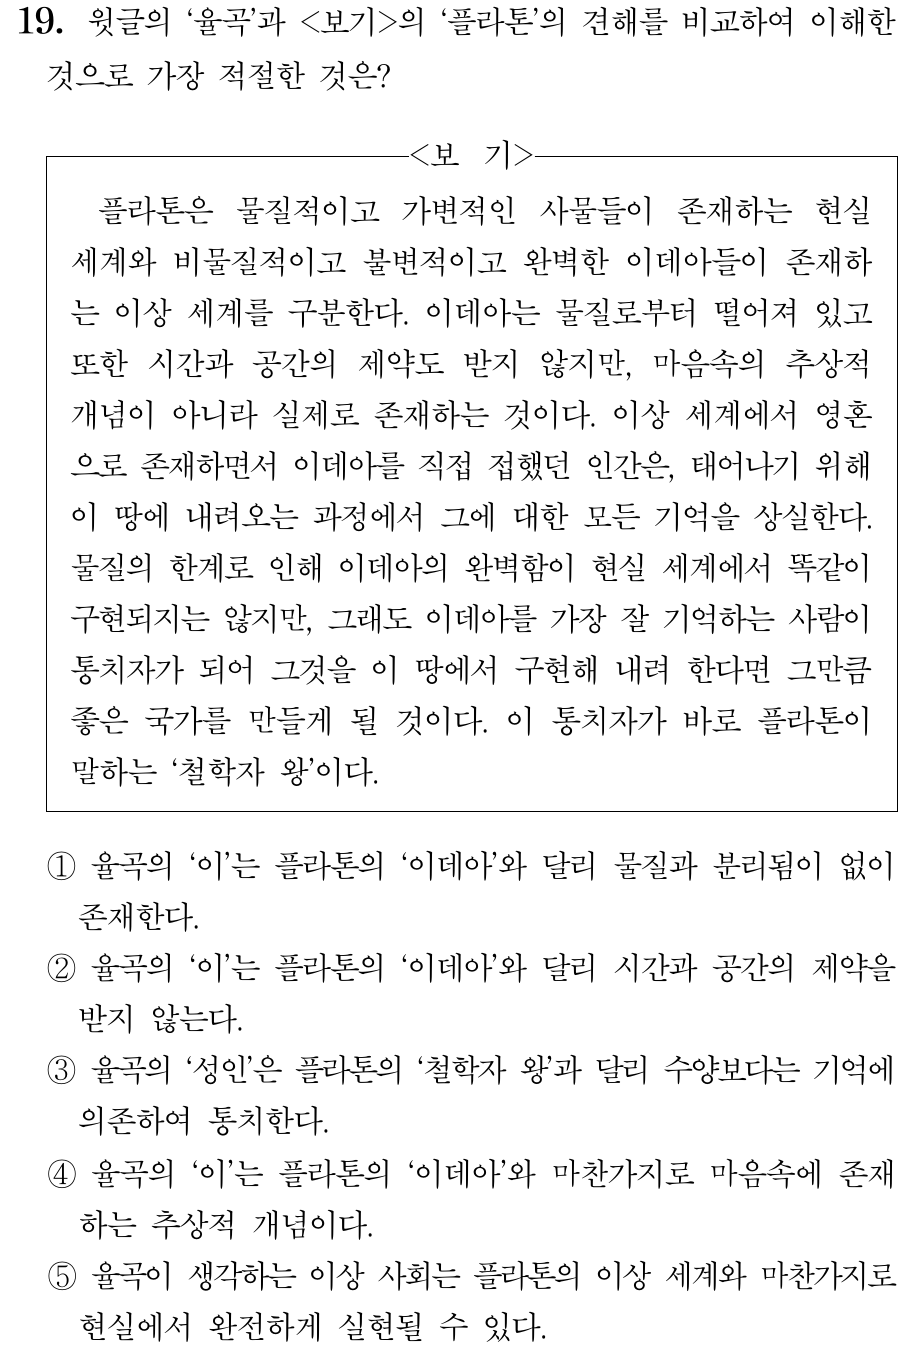 19. 윗글의 ‘율곡’과 <보기>의 ‘플라톤’의 견해를 비교하여 이해한
것으로 가장 적절한 것은?
<보 기>
플라톤은 물질적이고 가변적인 사물들이 존재하는 현실
세계와 비물질적이고 불변적이고 완벽한 이데아들이 존재하
는 이상 세계를 구분한다. 이데아는 물질로부터 떨어져 있고
또한 시간과 공간의 제약도 받지 않지만, 마음속의 추상적
개념이 아니라 실제로 존재하는 것이다. 이상 세계에서 영혼
으로 존재하면서 이데아를 직접 접했던 인간은, 태어나기 위해
이 땅에 내려오는 과정에서 그에 대한 모든 기억을 상실한다.
물질의 한계로 인해 이데아의 완벽함이 현실 세계에서 똑같이
구현되지는 않지만, 그래도 이데아를 가장 잘 기억하는 사람이
통치자가 되어 그것을 이 땅에서 구현해 내려 한다면 그만큼
좋은 국가를 만들게 될 것이다. 이 통치자가 바로 플라톤이
말하는 ‘철학자 왕’이다.
① 율곡의 ‘이’는 플라톤의 ‘이데아’와 달리 물질과 분리됨이 없이
존재한다.
② 율곡의 ‘이’는 플라톤의 ‘이데아’와 달리 시간과 공간의 제약을
받지 않는다.
③ 율곡의 ‘성인’은 플라톤의 ‘철학자 왕’과 달리 수양보다는 기억에
의존하여 통치한다.
④ 율곡의 ‘이’는 플라톤의 ‘이데아’와 마찬가지로 마음속에 존재
하는 추상적 개념이다.
⑤ 율곡이 생각하는 이상 사회는 플라톤의 이상 세계와 마찬가지로
현실에서 완전하게 실현될 수 있다.